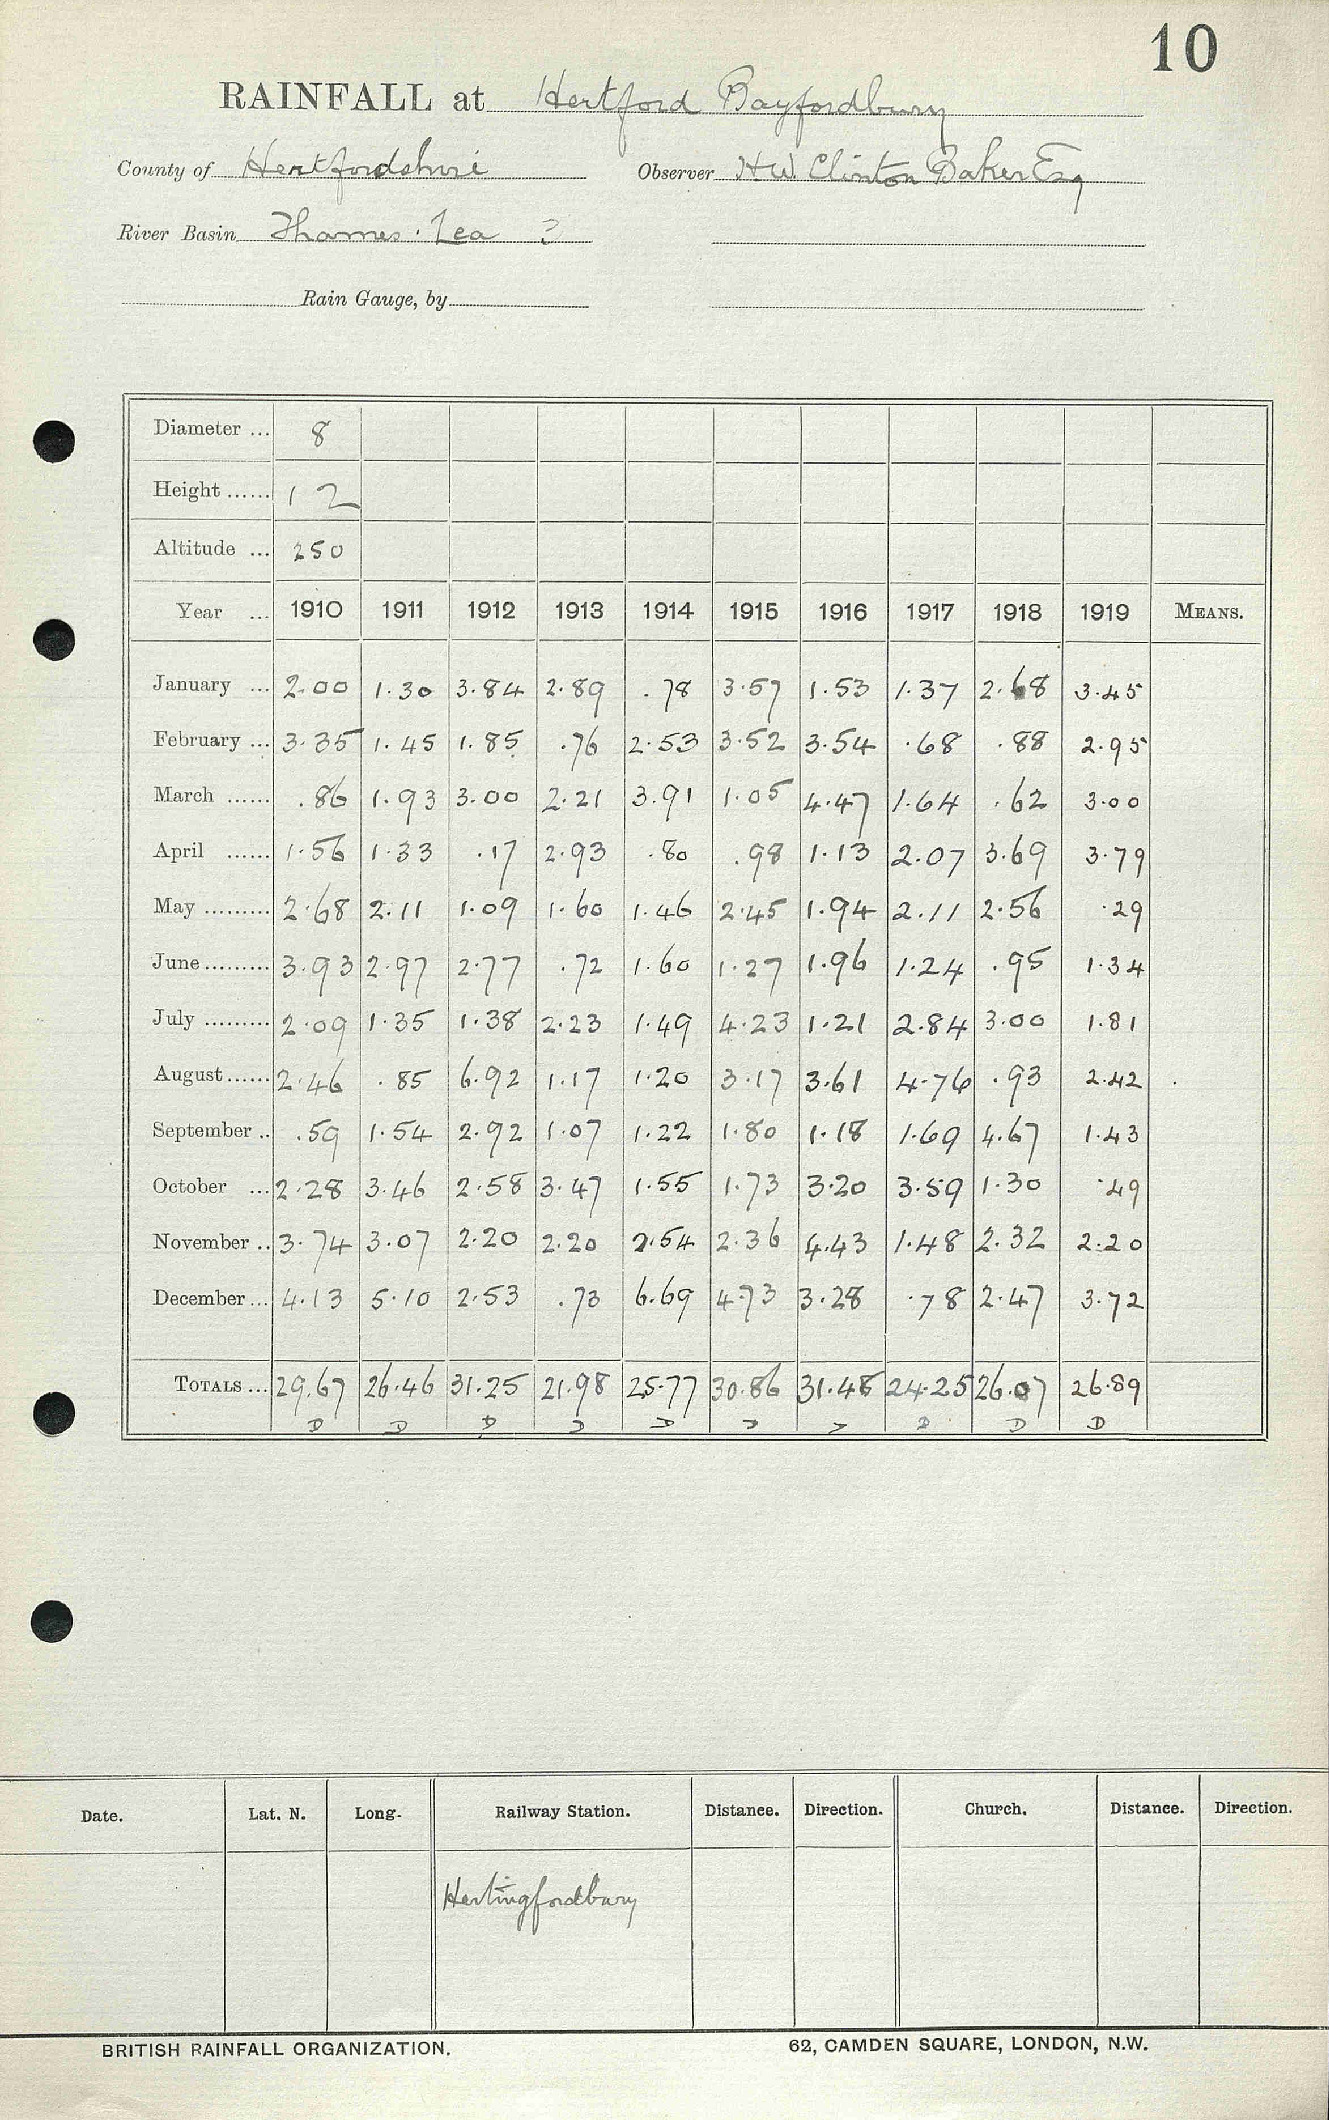 10
RAINFALL at Hertford Bayfordbury
County of Hertfordshire Observer H W Clinton Baker Esq
River Basin Thames. Lea ?
Rain Gauge, by
Diameter ... 8
Height ...... 12
Altitude ... 250
Year ... 1910 1911 1912 1913 1914 1915 1916 1917 1918 1919 MEANS.
January ... 2.00 1.30 3.84 2.89 .78 3.57 1.53 1.37 2.68 3.45
February ... 3.35 1.45 1.85 .76 2.53 3.52 3.54 .68 .88 2.95
March ...... .86 1.93 3.00 2.21 3.91 1.05 4.47 1.64 .62 3.00
April ...... 1.56 1.33 .17 2.93 .80 .98 1.13 2.07 3.69 3.79
May ......... 2.68 2.11 1.09 1.60 1.46 2.45 1.94 2.11 2.56 .29
June ......... 3.93 2.97 2.77 .72 1.60 1.27 1.96 1.24 .95 1.34
July ......... 2.09 1.35 1.38 2.23 1.49 4.23 1.21 2.84 3.00 1.81
August ...... 2.46 .85 6.92 1.17 1.20 3.17 3.61 4.76 .93 2.42
September .. .59 1.54 2.92 1.07 1.22 1.80 1.18 1.69 4.67 1.43
October ... 2.28 3.46 2.58 3.47 1.55 1.73 3.20 3.59 1.30 .49
November .. 3.74 3.07 2.20 2.20 2.54 2.36 4.43 1.48 2.32 2.20
December ... 4.13 5.10 2.53 .73 6.69 4.73 3.28 .78 2.47 3.72
TOTALS ... 29.67 26.46 31.25 21.98 25.77 30.86 31.48 24.25 26.07 26.89
D D D D D D D D D D
Date. Lat. N. Long. Railway Station. Distance. Direction. Church. Distance. Direction.
Hertingfordbury
BRITISH RAINFALL ORGANIZATION. 62, CAMDEN SQUARE, LONDON, N.W.